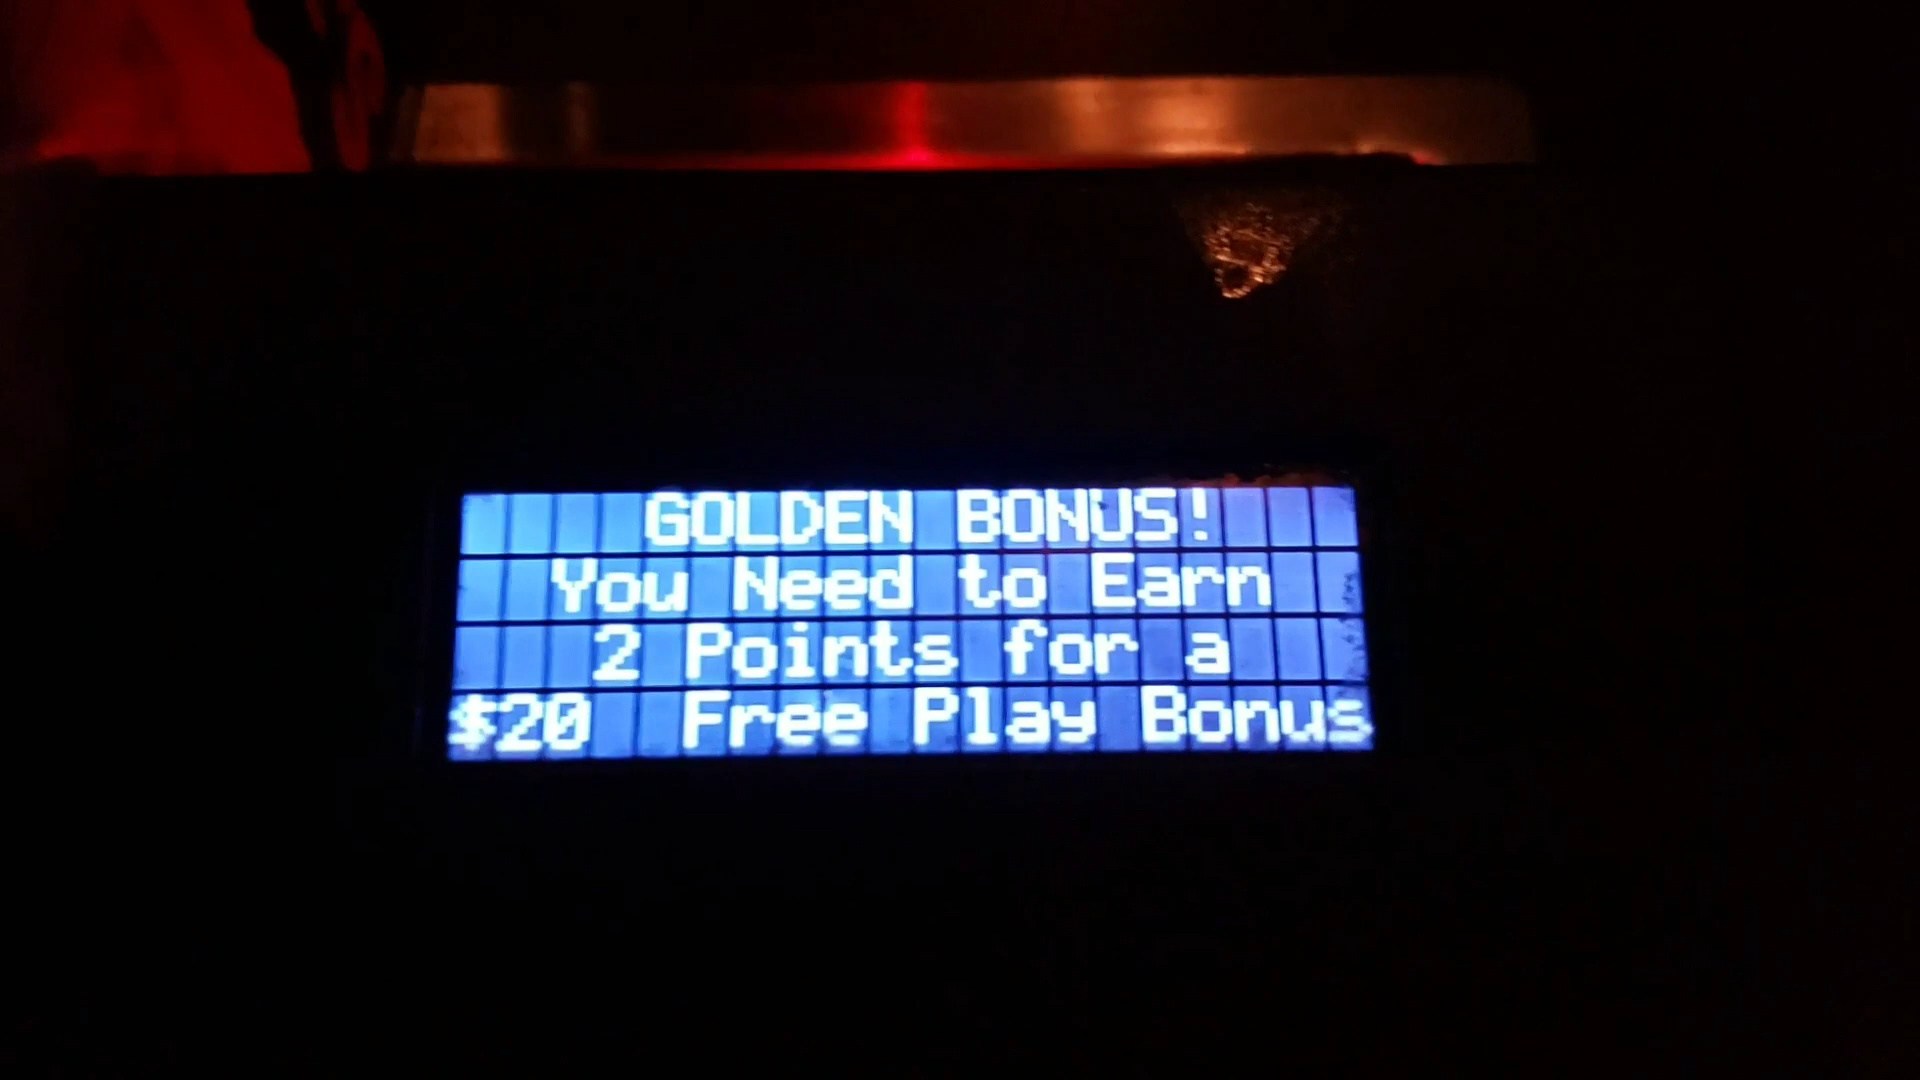 GOLDEN BONUS!
You Need to Earn
2 Points for a
$20 Free Play Bonus